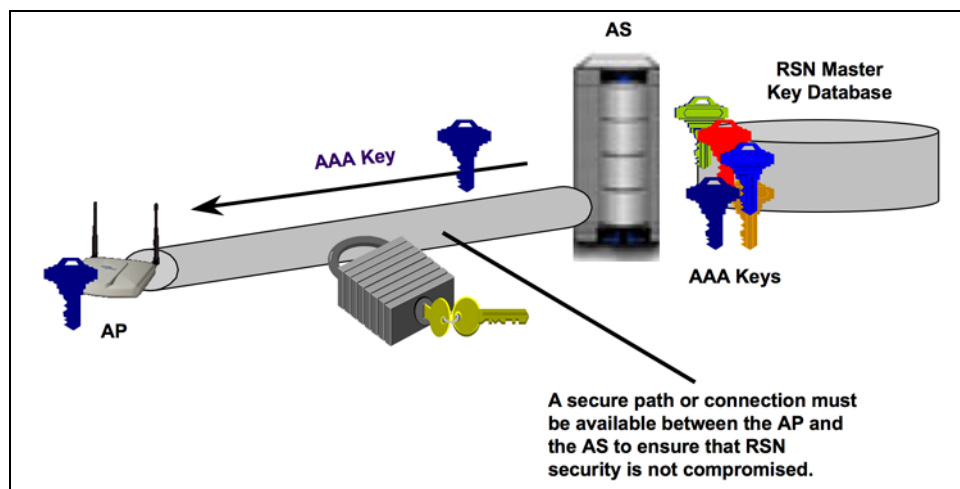 AS
RSN Master
Key Database
AAA Key
AAA Keys
AP
A secure path or connection must
be available between the AP and
the AS to ensure that RSN
security is not compromised.